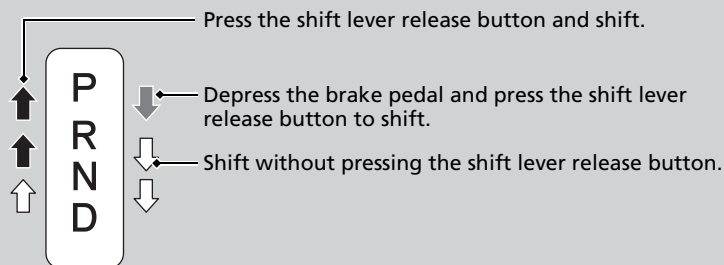 Press the shift lever release button and shift.
P
R
N
D
Depress the brake pedal and press the shift lever
release button to shift.
Shift without pressing the shift lever release button.